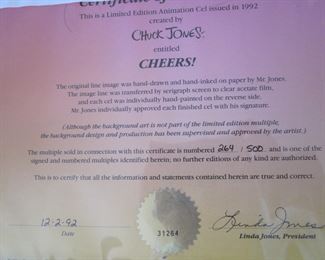 Certificate of
This is a Limited Edition Animation Cel issued in 1992
created by
CHUCK JONES
entitled
CHEERS!
The original line image was hand-drawn and hand-inked on paper by Mr. Jones.
The image line was transferred by serigraph screen to clear acetate film,
and each cel was individually hand-painted on the reverse side.
Mr. Jones individually approved each finished cel with his signature.
(Although the background art is not part of the limited edition multiple,
the background design and production has been supervised and approved by the artist.)
The multiple sold in connection with this certificate is numbered 264 / 500 and is one of the
signed and numbered multiples identified herein; no further editions of any kind are authorized.
This is to certify that all the information and statements contained herein are true and correct.
12-2-92
Linda Jones
Date
31264
Linda Jones, President